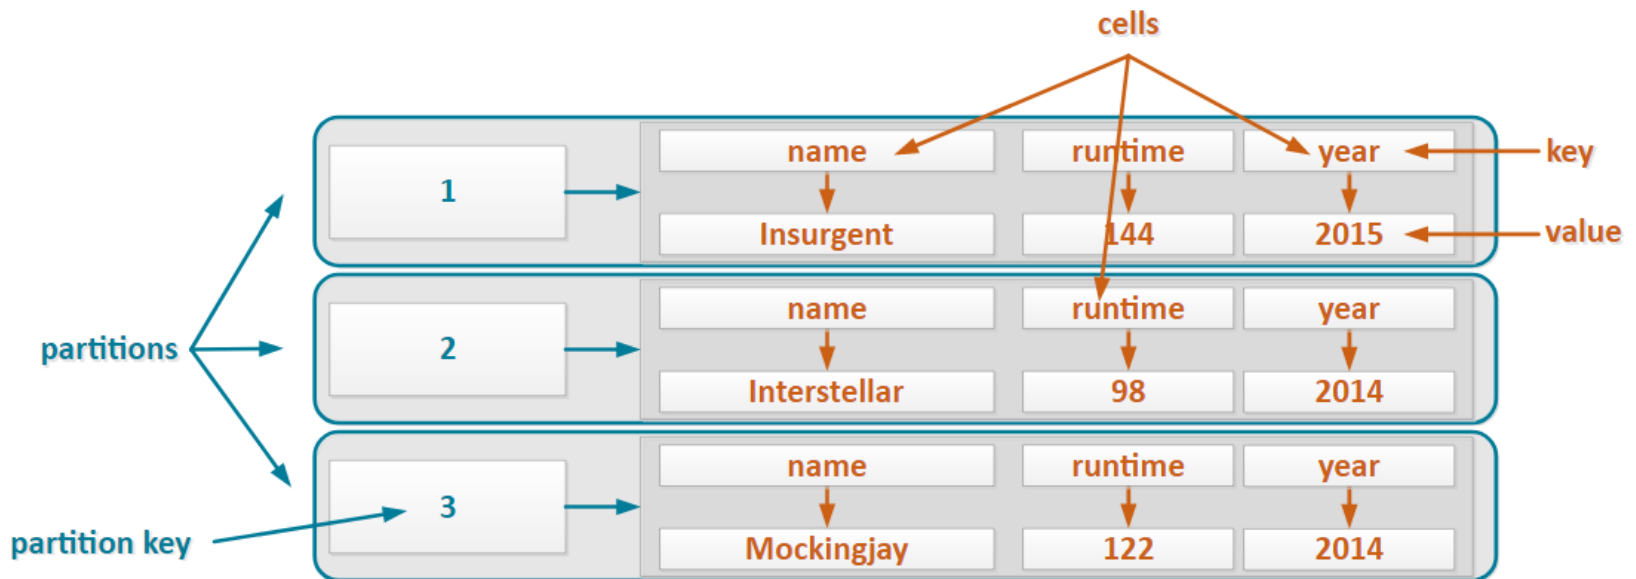 cells
name runtime year key
1
Insurgent 144 2015 value
name runtime year
partitions 2
Interstellar 98 2014
name runtime year
3
partition key
Mockingjay 122 2014